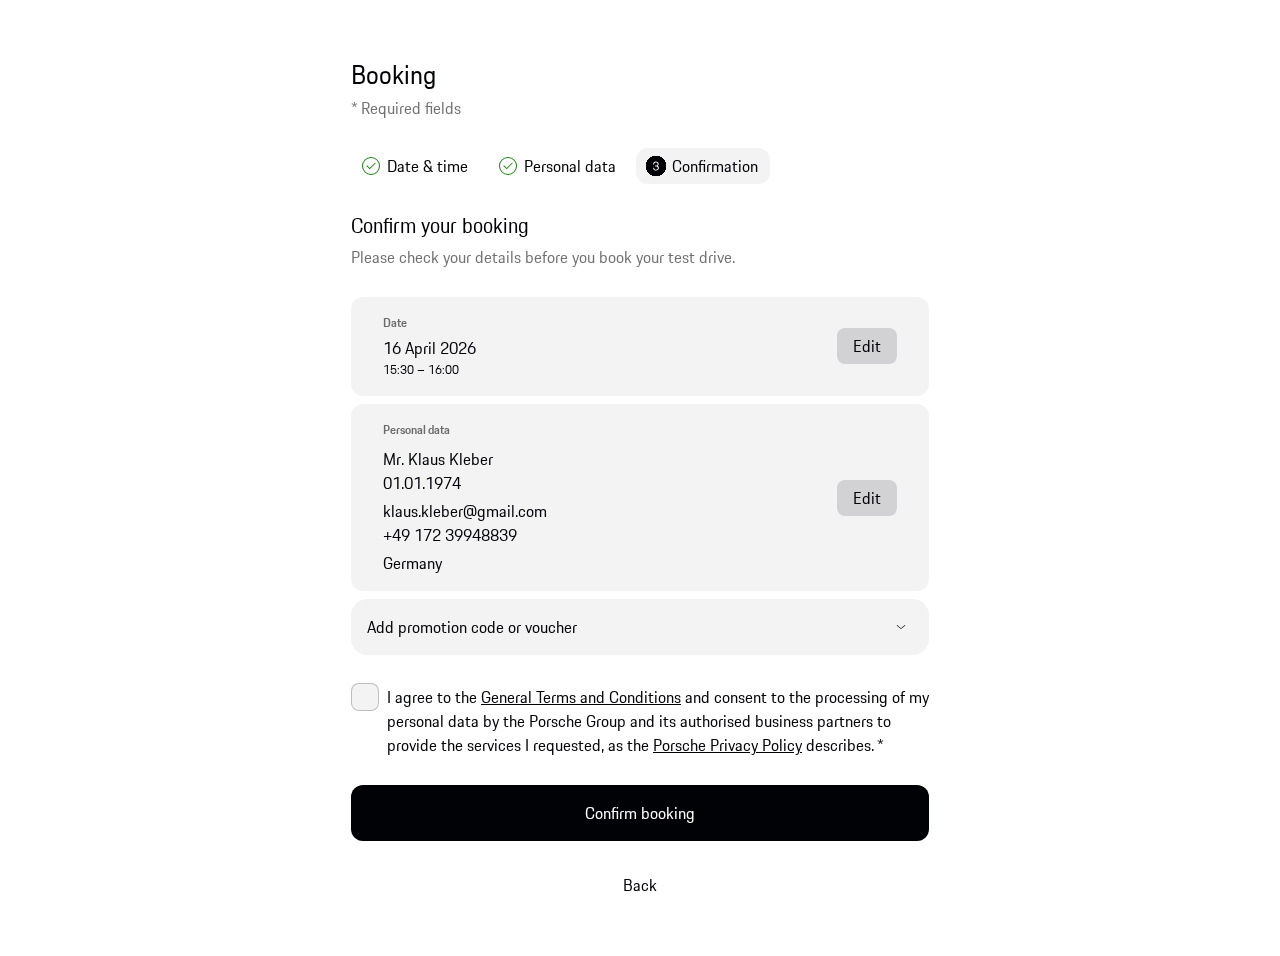 Booking
* Required fields
Date & time
Personal data
3 Confirmation
Confirm your booking
Please check your details before you book your test drive.
Date
16 April 2026
15:30 – 16:00
Edit
Personal data
Mr. Klaus Kleber
01.01.1974
klaus.kleber@gmail.com
+49 172 39948839
Germany
Edit
Add promotion code or voucher
I agree to the General Terms and Conditions and consent to the processing of my
personal data by the Porsche Group and its authorised business partners to
provide the services I requested, as the Porsche Privacy Policy describes. *
Confirm booking
Back